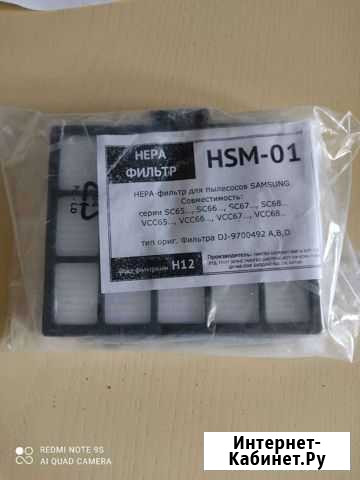 HEPA
ФИЛЬТР
HSM-01
HEPA-фильтр для пылесосов SAMSUNG
Совместимость:
серии SC65..., SC66..., SC67..., SC68...
VCC65..., VCC66..., VCC67..., VCC68...
тип ориг. Фильтра DJ-9700492 A,B,D
H12
Производитель:
REDMI NOTE 9S
AI QUAD CAMERA
Интернет-
Кабинет.Ру